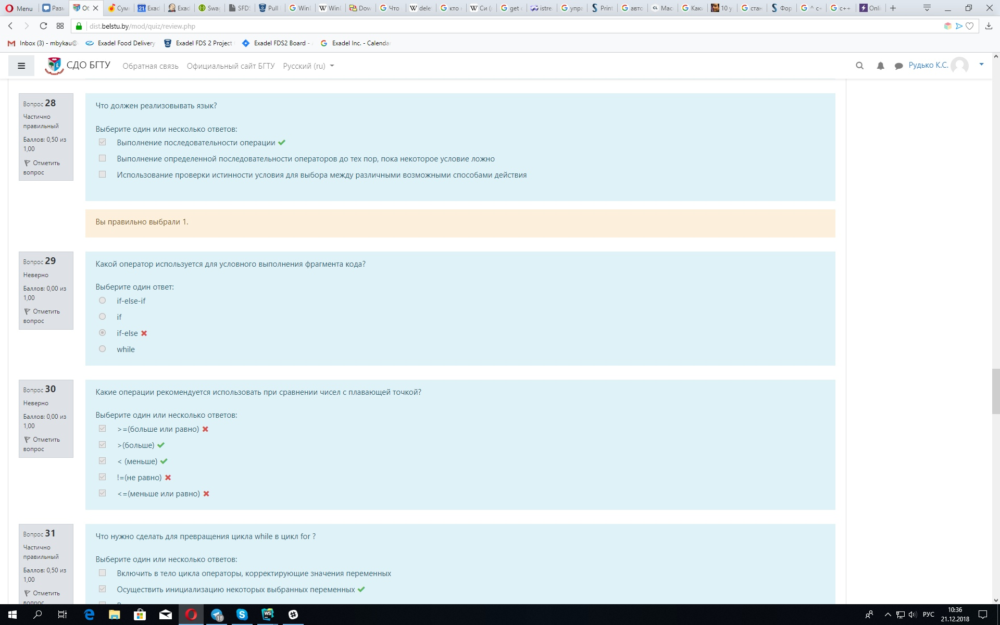 Menu
Разм
Об
Сум
Exad
Exad
Swag
SFDS
Pull
Winl
Winl
Dow
Что
dele
кто
Си (
get c
istre
упра
Print
авто
Mac
Каки
10 у
стан
Фор
^ c+
c++
Onli
dist.belstu.by/mod/quiz/review.php
Inbox (3) - mbykau@
Exadel Food Delivery
Exadel FDS 2 Project
Exadel FDS2 Board -
Exadel Inc. - Calenda
СДО БГТУ
Обратная связь
Официальный сайт БГТУ
Русский (ru)
Рудько К.С.
Вопрос 28
Частично
правильный
Баллов: 0,50 из
1,00
Отметить
вопрос
Что должен реализовывать язык?
Выберите один или несколько ответов:
Выполнение последовательности операции
Выполнение определенной последовательности операторов до тех пор, пока некоторое условие ложно
Использование проверки истинности условия для выбора между различными возможными способами действия
Вы правильно выбрали 1.
Вопрос 29
Неверно
Баллов: 0,00 из
1,00
Отметить
вопрос
Какой оператор используется для условного выполнения фрагмента кода?
Выберите один ответ:
if-else-if
if
if-else
while
Вопрос 30
Неверно
Баллов: 0,00 из
1,00
Отметить
вопрос
Какие операции рекомендуется использовать при сравнении чисел с плавающей точкой?
Выберите один или несколько ответов:
>=(больше или равно)
>(больше)
< (меньше)
!=(не равно)
<=(меньше или равно)
Вопрос 31
Частично
правильный
Баллов: 0,50 из
1,00
Отметить
вопрос
Что нужно сделать для превращения цикла while в цикл for ?
Выберите один или несколько ответов:
Включить в тело цикла операторы, корректирующие значения переменных
Осуществить инициализацию некоторых выбранных переменных
18
РУС
10:36
21.12.2018